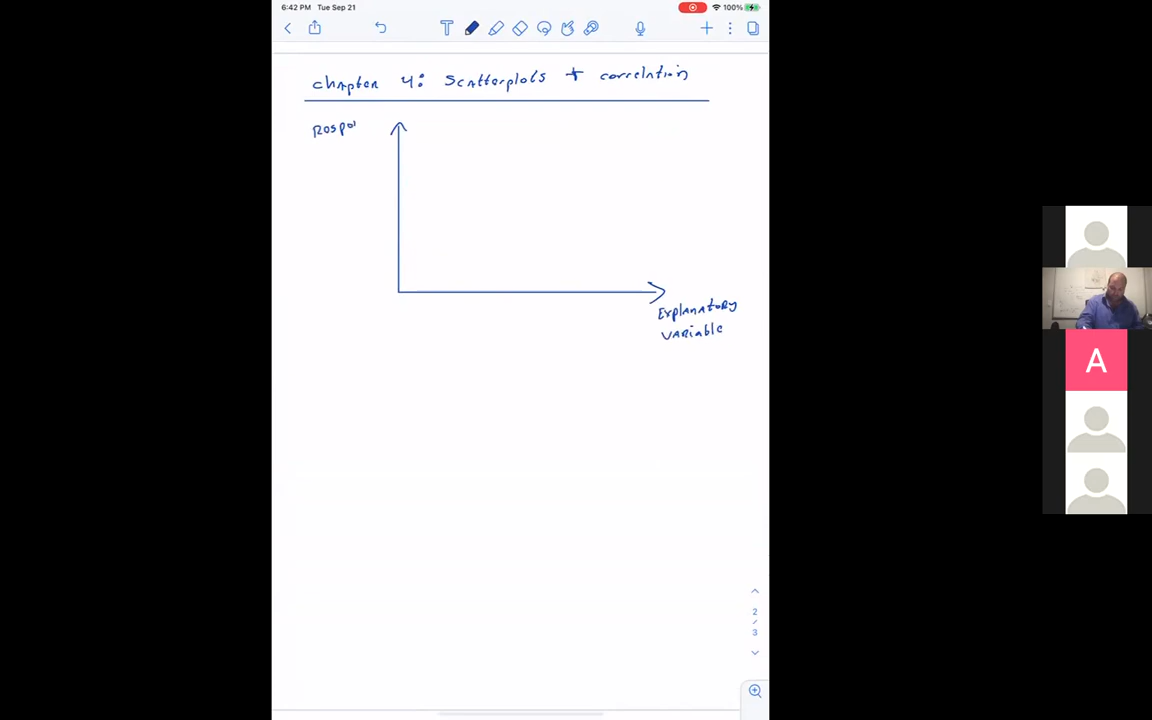 6:42 PM Tue Sep 21
100%
T
chapter 4: Scatterplots + correlation
Respo
Explanatory
variable
A
2
/
3